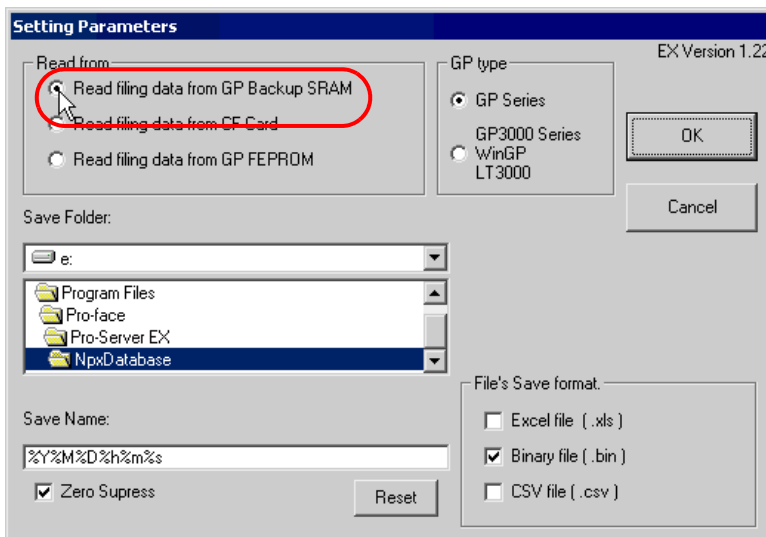 Setting Parameters
EX Version 1.22
Read from
Read filing data from GP Backup SRAM
Read filing data from CF Card
Read filing data from GP FEPROM
GP type
GP Series
GP3000 Series
WinGP
LT3000
OK
Cancel
Save Folder:
e:
Program Files
Pro-face
Pro-Server EX
NpxDatabase
Save Name:
%Y%M%D%h%m%s
Zero Supress
Reset
File's Save format.
Excel file ( .xls )
Binary file ( .bin )
CSV file ( .csv )